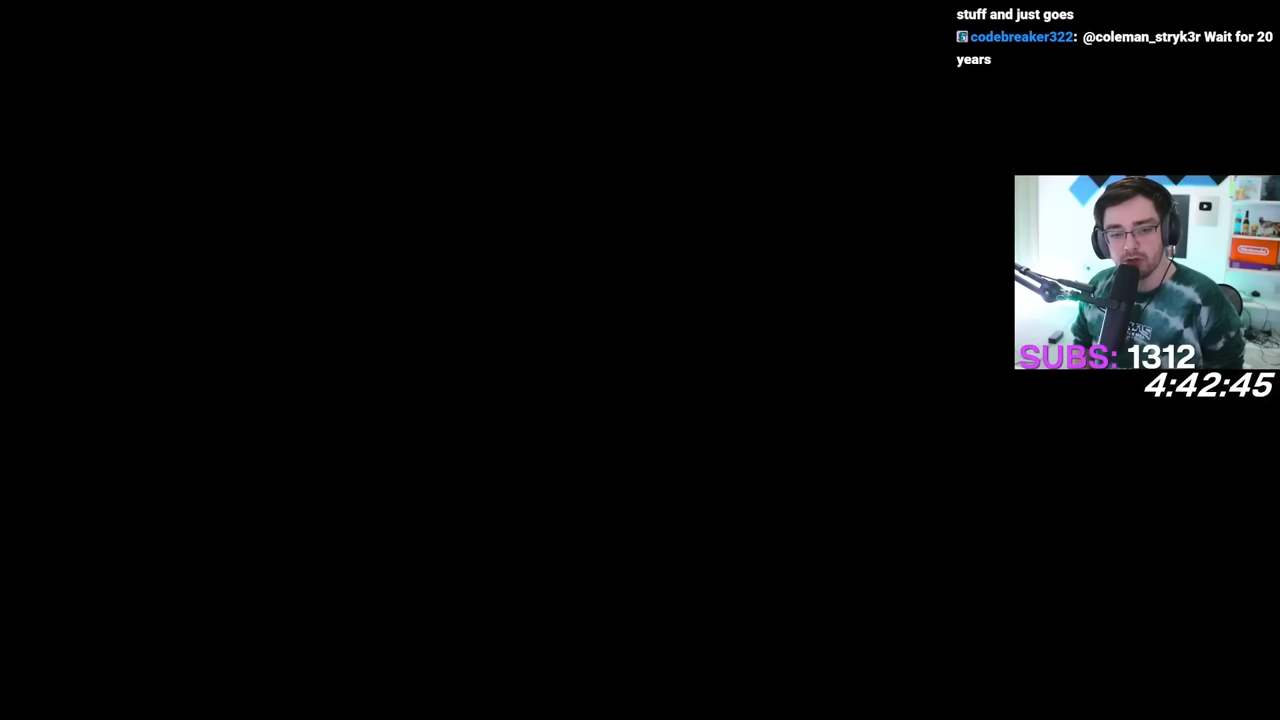 stuff and just goes
codebreaker322: @coleman_stryk3r Wait for 20
years
SUBS: 1312
4:42:45